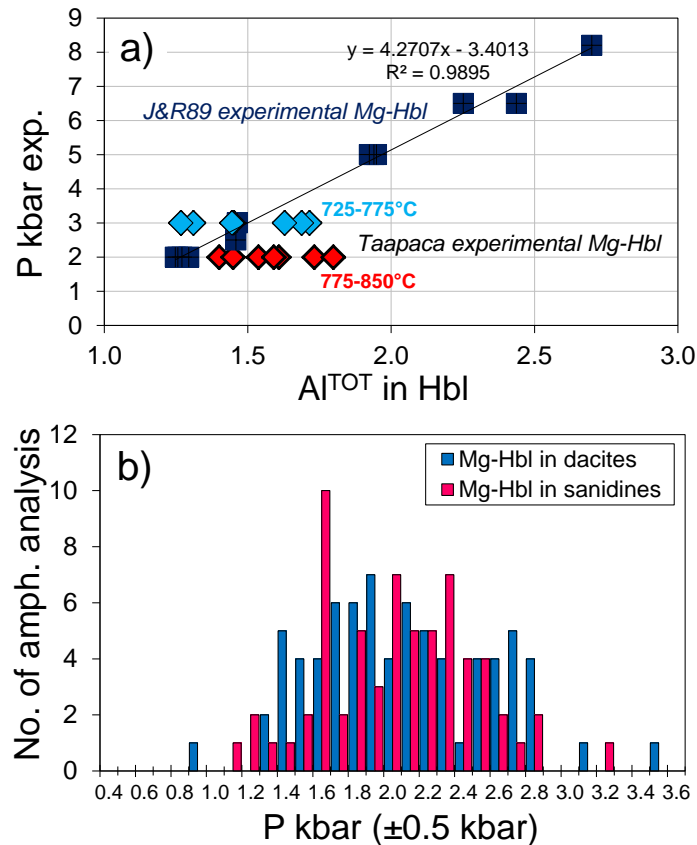 a)
y = 4.2707x - 3.4013
R² = 0.9895
J&R89 experimental Mg-Hbl
725-775°C
Taapaca experimental Mg-Hbl
775-850°C
P kbar exp.
9
8
7
6
5
4
3
2
1
0
1.0 1.5 2.0 2.5 3.0
Al^TOT in Hbl
b)
Mg-Hbl in dacites
Mg-Hbl in sanidines
No. of amph. analysis
12
10
8
6
4
2
0
0.4 0.6 0.8 1.0 1.2 1.4 1.6 1.8 2.0 2.2 2.4 2.6 2.8 3.0 3.2 3.4 3.6
P kbar (±0.5 kbar)